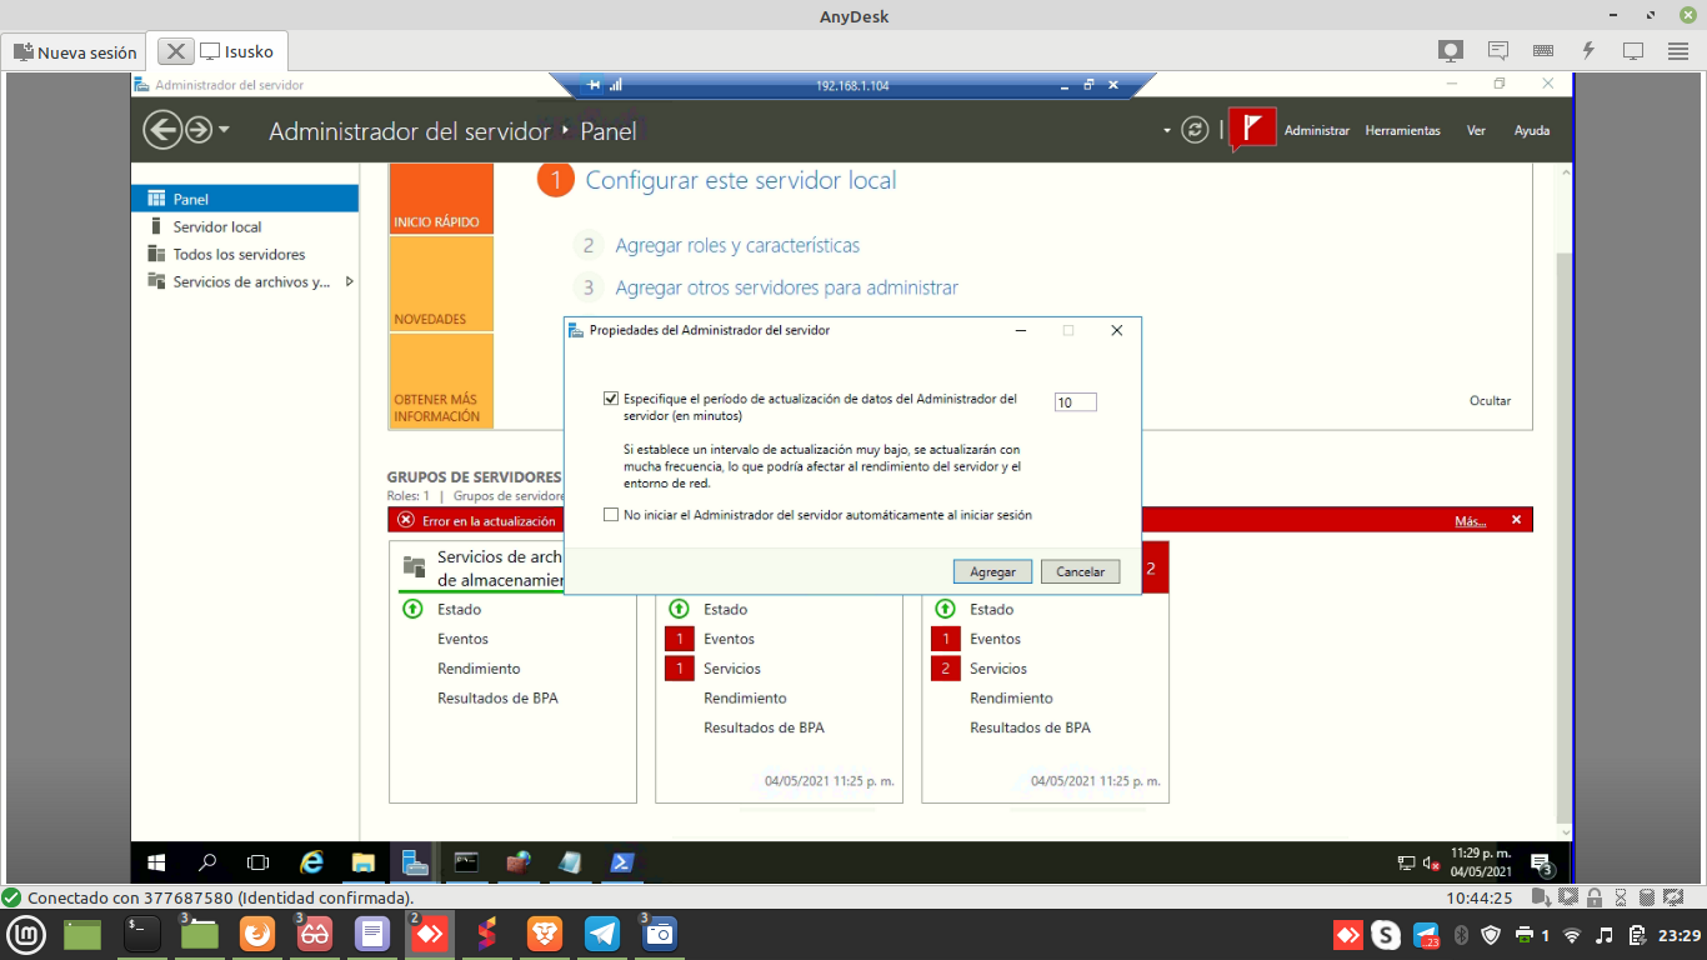 AnyDesk
Nueva sesión
Isusko
Administrador del servidor
192.168.1.104
Administrador del servidor ‣ Panel
Administrar
Herramientas
Ver
Ayuda
Panel
Servidor local
Todos los servidores
Servicios de archivos y...
INICIO RÁPIDO
NOVEDADES
OBTENER MÁS
INFORMACIÓN
1 Configurar este servidor local
2 Agregar roles y características
3 Agregar otros servidores para administrar
Ocultar
Propiedades del Administrador del servidor
Especifique el período de actualización de datos del Administrador del
servidor (en minutos)
10
Si establece un intervalo de actualización muy bajo, se actualizarán con
mucha frecuencia, lo que podría afectar al rendimiento del servidor y el
entorno de red.
No iniciar el Administrador del servidor automáticamente al iniciar sesión
Agregar
Cancelar
GRUPOS DE SERVIDORES
Roles: 1 | Grupos de
Error en la actualización
Más...
Servicios de
de
Estado
Eventos
Rendimiento
Resultados de BPA
Estado
1 Eventos
1 Servicios
Rendimiento
Resultados de BPA
04/05/2021 11:25 p. m.
2
Estado
1 Eventos
2 Servicios
Rendimiento
Resultados de BPA
04/05/2021 11:25 p. m.
11:29 p. m.
04/05/2021
3
Conectado con 377687580 (Identidad confirmada).
10:44:25
3
3
2
3
23
1
23:29